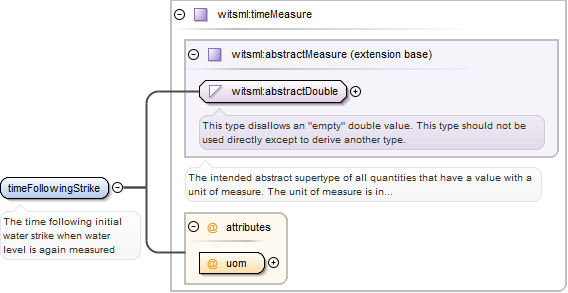 witsml:timeMeasure
witsml:abstractMeasure (extension base)
witsml:abstractDouble
This type disallows an "empty" double value. This type should not be
used directly except to derive another type.
The intended abstract supertype of all quantities that have a value with a
unit of measure. The unit of measure is in...
timeFollowingStrike
The time following initial
water strike when water
level is again measured
@ attributes
@ uom